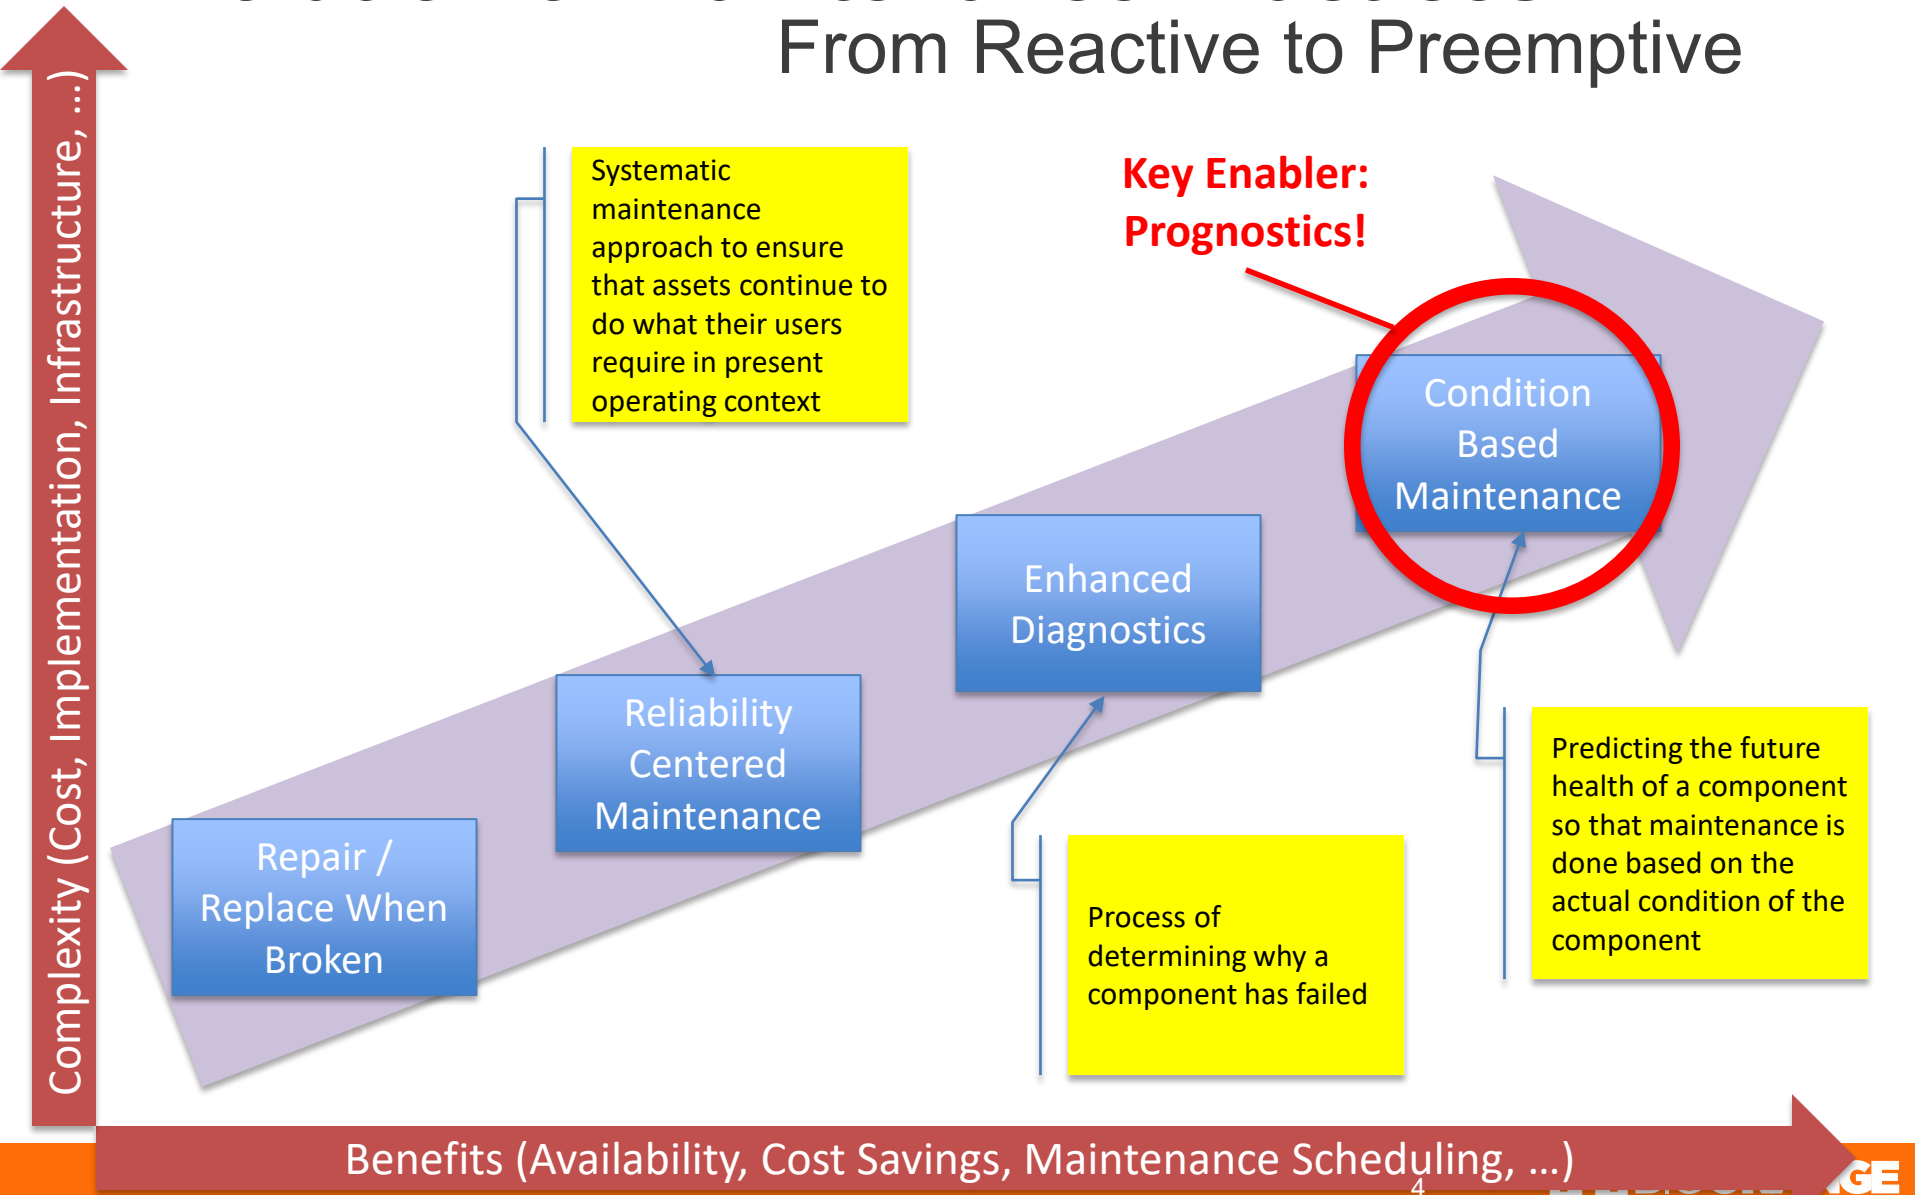 From Reactive to Preemptive
Complexity (Cost, Implementation, Infrastructure, ...)
Systematic
maintenance
approach to ensure
that assets continue to
do what their users
require in present
operating context
Key Enabler:
Prognostics!
Condition
Based
Maintenance
Enhanced
Diagnostics
Reliability
Centered
Maintenance
Repair /
Replace When
Broken
Process of
determining why a
component has failed
Predicting the future
health of a component
so that maintenance is
done based on the
actual condition of the
component
Benefits (Availability, Cost Savings, Maintenance Scheduling, ...)
4